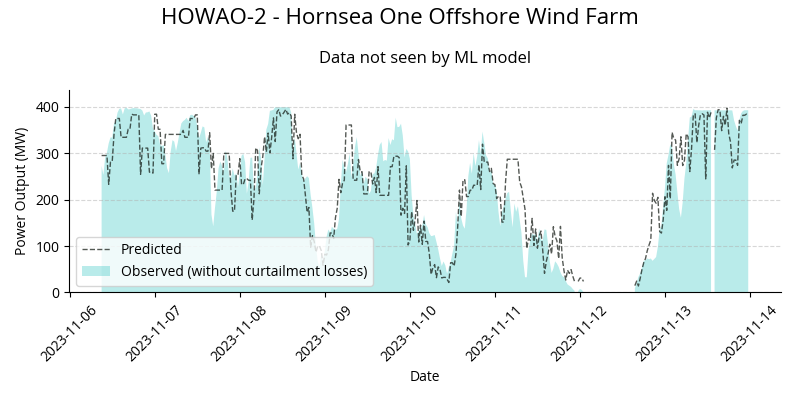 HOWAO-2 - Hornsea One Offshore Wind Farm
Data not seen by ML model
Power Output (MW)
400
300
200
100
0
Predicted
Observed (without curtailment losses)
2023-11-06
2023-11-07
2023-11-08
2023-11-09
2023-11-10
2023-11-11
2023-11-12
2023-11-13
2023-11-14
Date